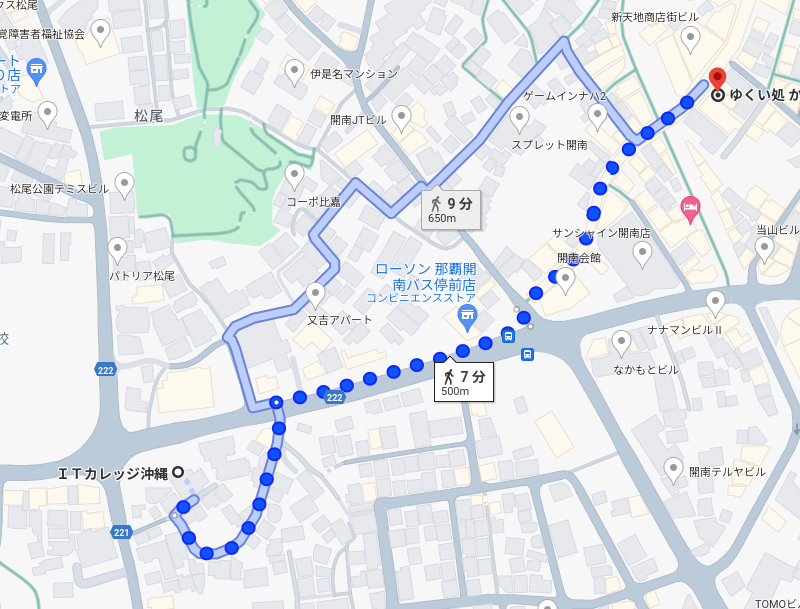 クス松尾
新天地商店街ビル
覚障害者福祉協会
ート
り店
ストア
伊是名マンション
ゆくい処 か
ゲームインナハ2
変電所
松尾
開南JTビル
スプレット開南
松尾公園テミスビル
コーポ比嘉
9 分
650m
サンシャイン開南店
当山ビル
開南会館
パトリア松尾
ローソン 那覇開
南バス停前店
コンビニエンスストア
又吉アパート
ナナマンビル II
校
222
なかもとビル
7 分
500m
222
ITカレッジ沖縄
開南テルヤビル
221
TOMOビ